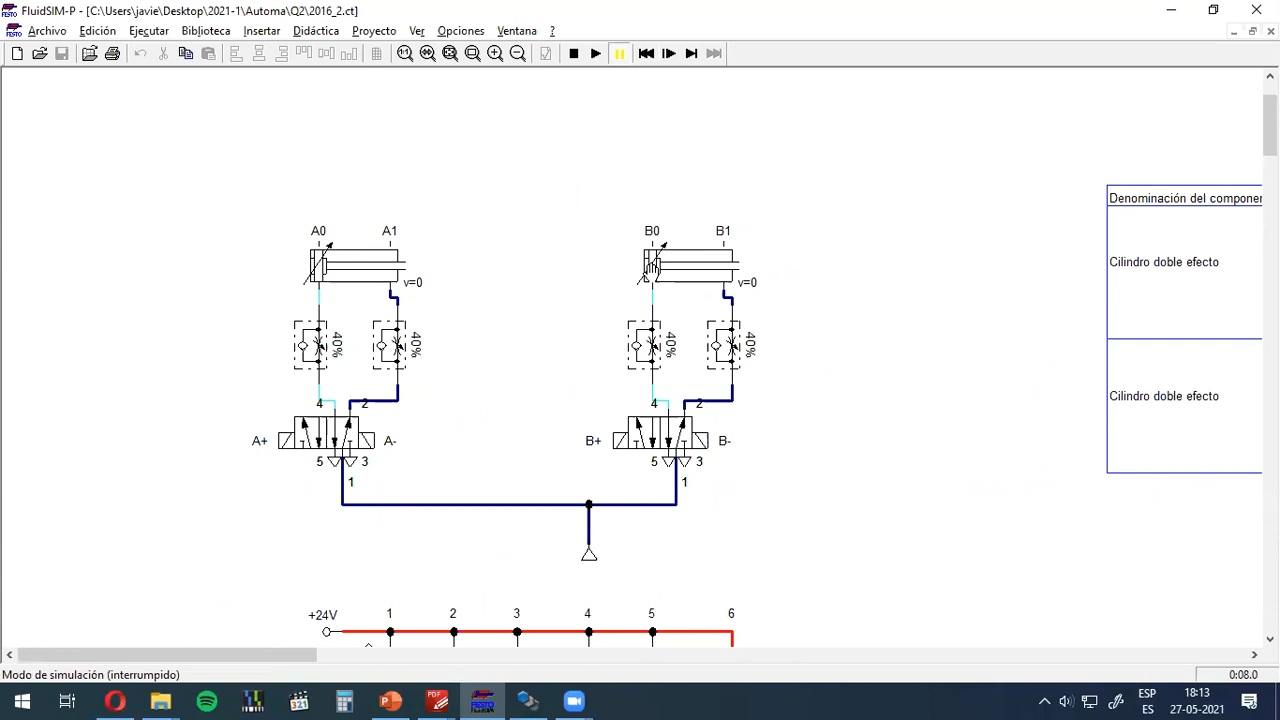 FluidSIM-P - [C:\Users\javie\Desktop\2021-1\Automa\Q2\2016_2.ct]
Archivo Edición Ejecutar Biblioteca Insertar Didáctica Proyecto Ver Opciones Ventana ?
Denominación del componer
A0 A1 B0 B1
Cilindro doble efecto
v=0 v=0
40% 40% 40% 40%
Cilindro doble efecto
4 2 4 2
A+ A- B+ B-
5 3 5 3
1 1
+24V 1 2 3 4 5 6
Modo de simulación (interrumpido) 0:08.0
ESP 18:13
ES 27-05-2021